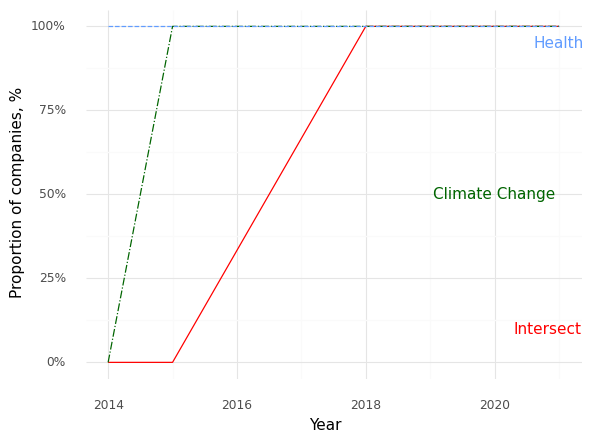 100%
Health
75%
Proportion of companies, %
50%
Climate Change
25%
Intersect
0%
2014 2016 2018 2020
Year